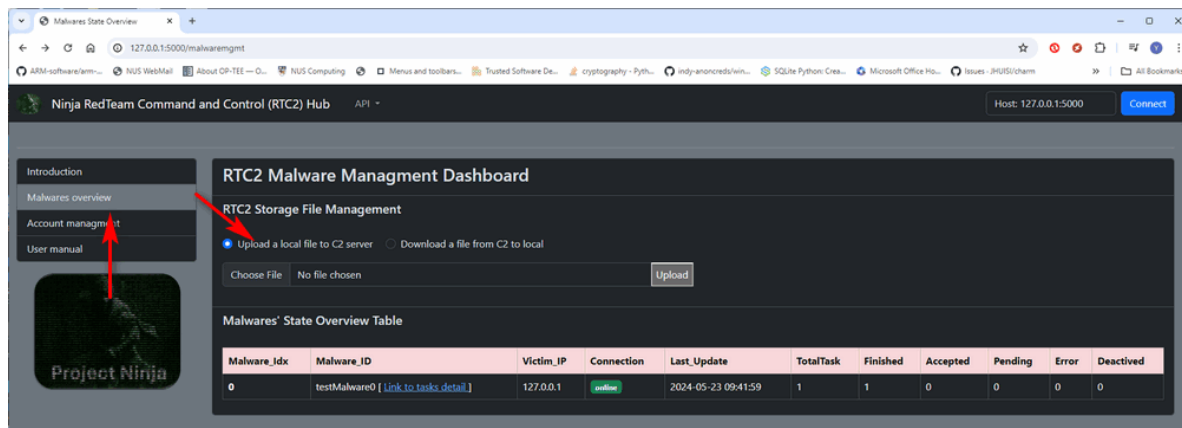 Malwares State Overview
127.0.0.1:5000/malwaremgmt
ARM-software/arm-... NUS WebMail About OP-TEE — O... NUS Computing Menus and toolbars... Trusted Software De... cryptography - Pyth... indy-anoncreds/win... SQLite Python: Crea... Microsoft Office Ho... Issues · JHUISI/charm All Bookmarks
Ninja RedTeam Command and Control (RTC2) Hub API Host: 127.0.0.1:5000 Connect
Introduction
Malwares overview
Account managment
User manual
Project Ninja
RTC2 Malware Managment Dashboard
RTC2 Storage File Management
Upload a local file to C2 server Download a file from C2 to local
Choose File No file chosen Upload
Malwares' State Overview Table
Malware_Idx Malware_ID Victim_IP Connection Last_Update TotalTask Finished Accepted Pending Error Deactived
0 testMalware0 [ Link to tasks detail ] 127.0.0.1 online 2024-05-23 09:41:59 1 1 0 0 0 0